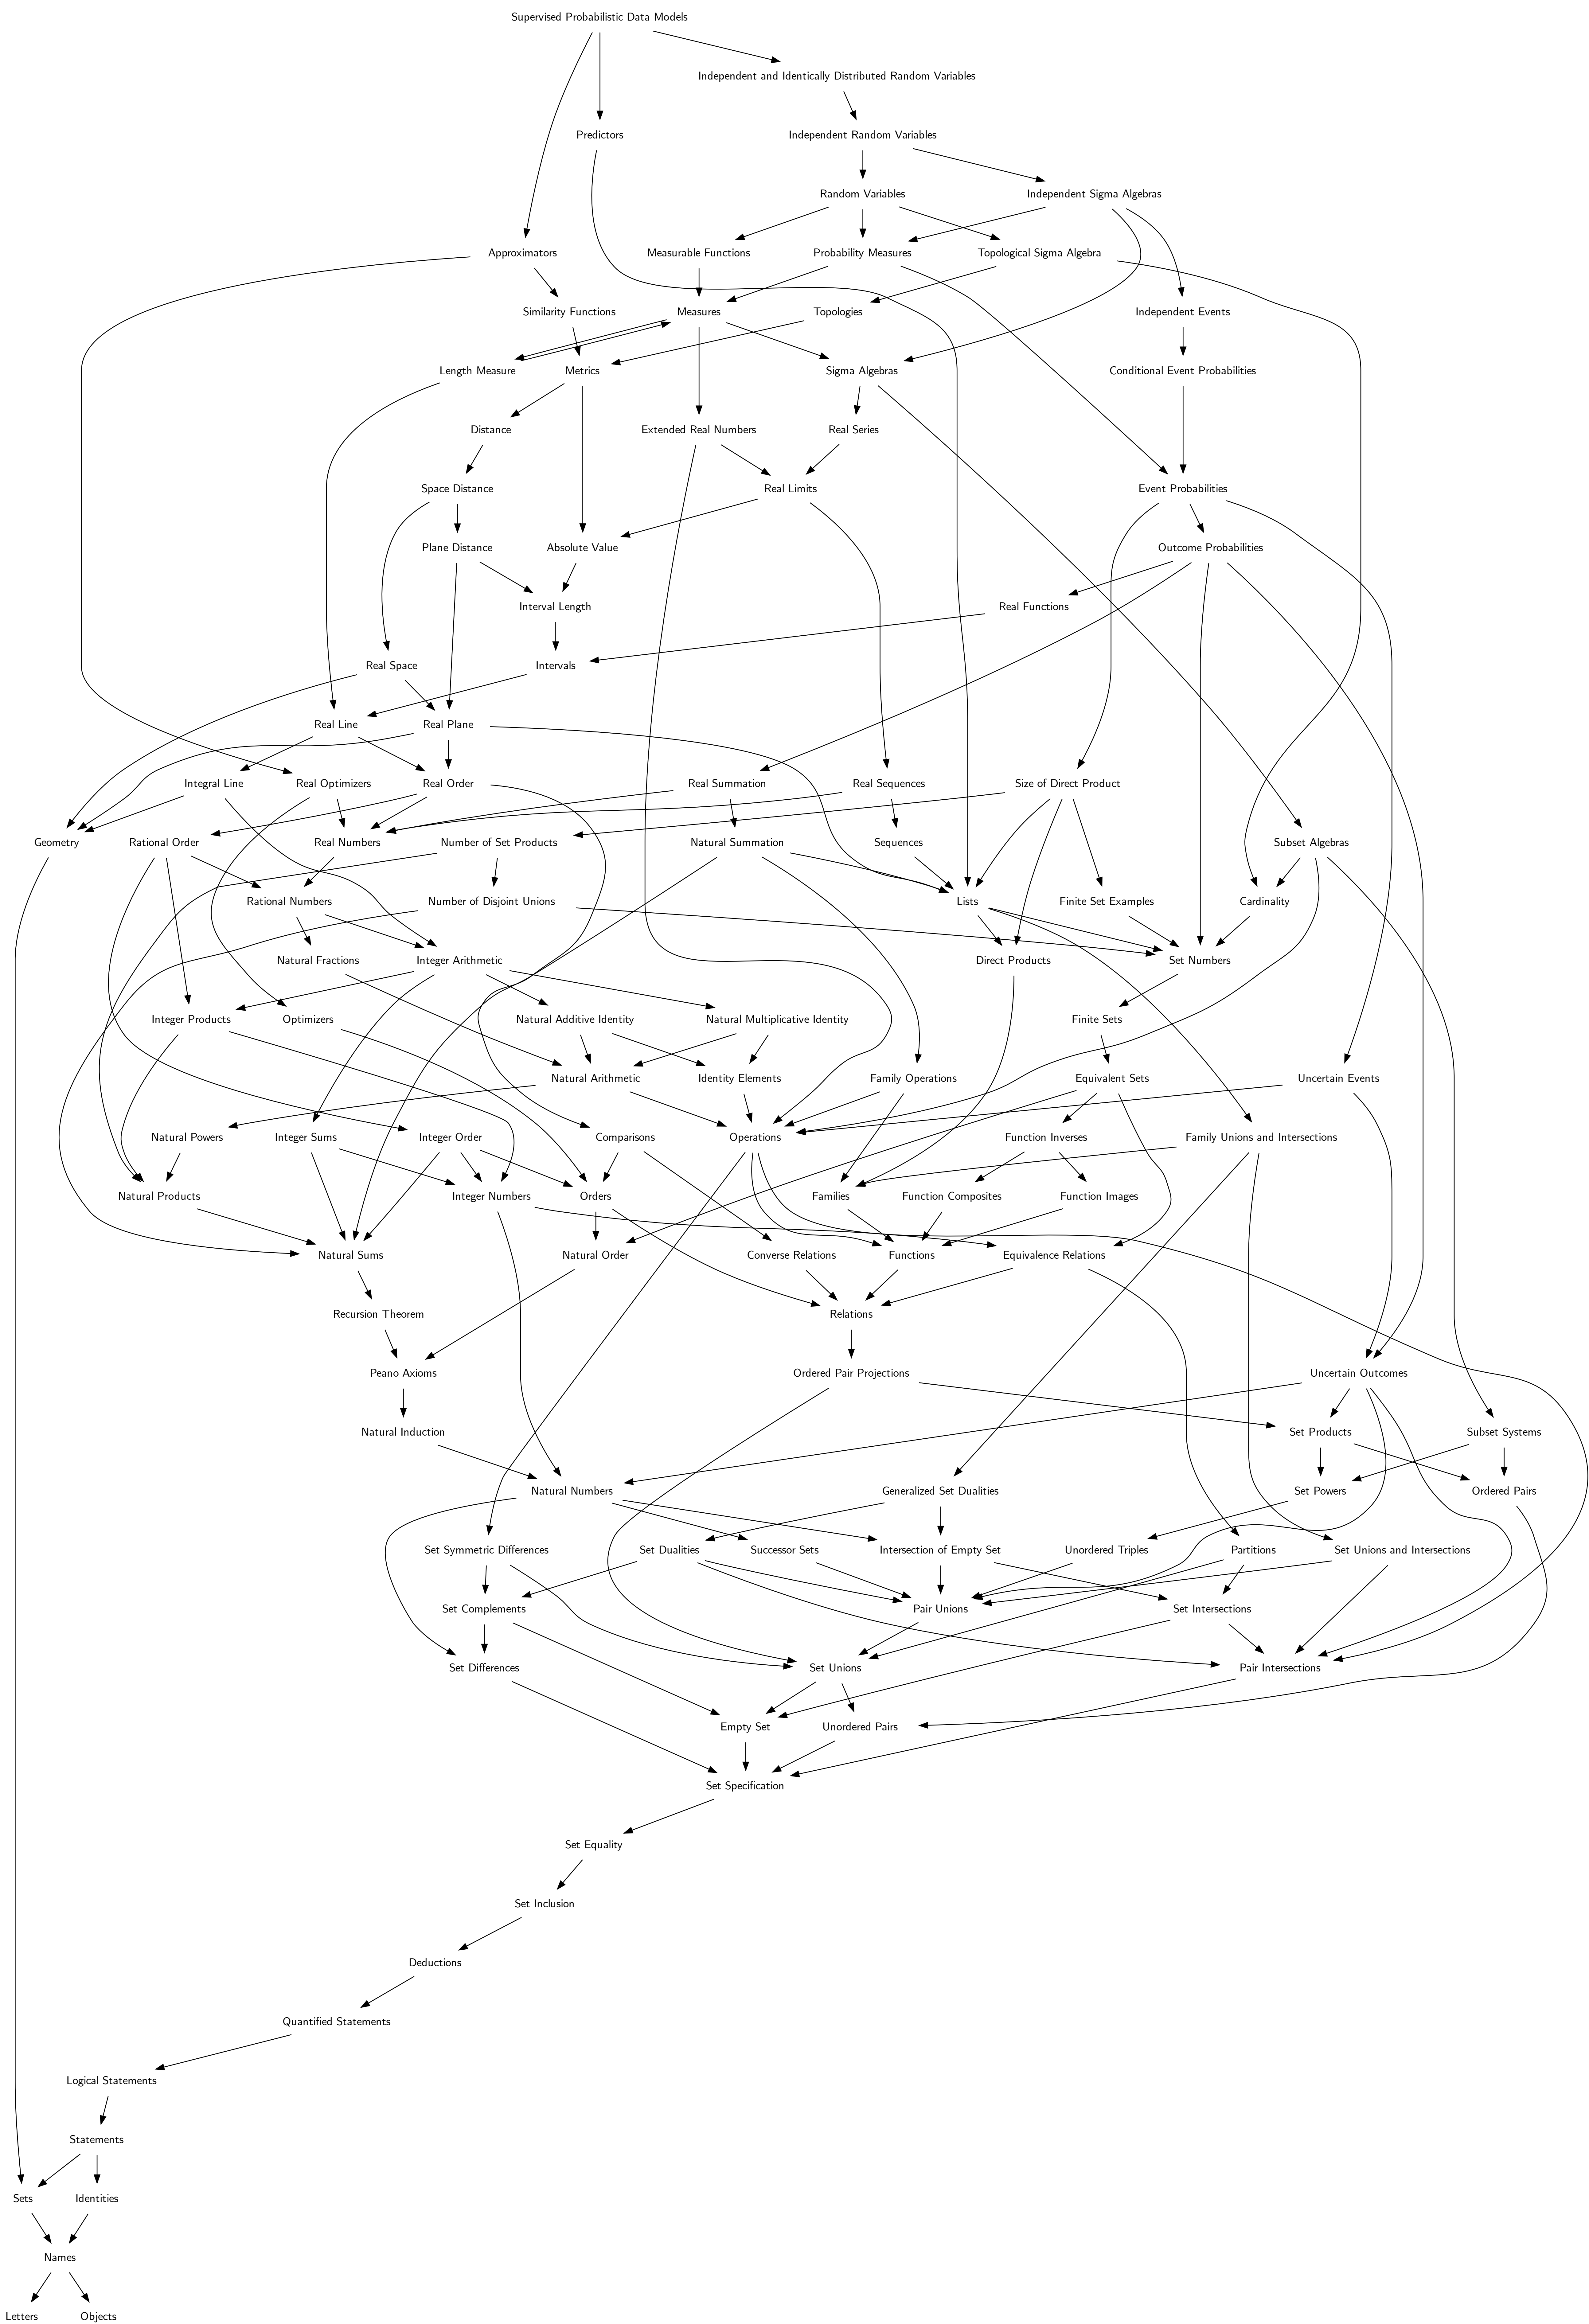 Supervised Probabilistic Data Models
Independent and Identically Distributed Random Variables
Predictors
Independent Random Variables
Random Variables
Independent Sigma Algebras
Approximators
Measurable Functions
Probability Measures
Topological Sigma Algebra
Similarity Functions
Measures
Topologies
Independent Events
Length Measure
Metrics
Sigma Algebras
Conditional Event Probabilities
Distance
Extended Real Numbers
Real Series
Space Distance
Real Limits
Event Probabilities
Plane Distance
Absolute Value
Outcome Probabilities
Interval Length
Real Functions
Real Space
Intervals
Real Line
Real Plane
Integral Line
Real Optimizers
Real Order
Real Summation
Real Sequences
Size of Direct Product
Geometry
Rational Order
Real Numbers
Number of Set Products
Natural Summation
Sequences
Subset Algebras
Rational Numbers
Number of Disjoint Unions
Lists
Finite Set Examples
Cardinality
Natural Fractions
Integer Arithmetic
Direct Products
Set Numbers
Integer Products
Optimizers
Natural Additive Identity
Natural Multiplicative Identity
Finite Sets
Natural Arithmetic
Identity Elements
Family Operations
Equivalent Sets
Uncertain Events
Natural Powers
Integer Sums
Integer Order
Comparisons
Operations
Function Inverses
Family Unions and Intersections
Natural Products
Integer Numbers
Orders
Families
Function Composites
Function Images
Natural Sums
Natural Order
Converse Relations
Functions
Equivalence Relations
Recursion Theorem
Relations
Peano Axioms
Ordered Pair Projections
Uncertain Outcomes
Natural Induction
Set Products
Subset Systems
Natural Numbers
Generalized Set Dualities
Set Powers
Ordered Pairs
Set Symmetric Differences
Set Dualities
Successor Sets
Intersection of Empty Set
Unordered Triples
Partitions
Set Unions and Intersections
Set Complements
Pair Unions
Set Intersections
Set Differences
Set Unions
Pair Intersections
Empty Set
Unordered Pairs
Set Specification
Set Equality
Set Inclusion
Deductions
Quantified Statements
Logical Statements
Statements
Sets
Identities
Names
Letters
Objects